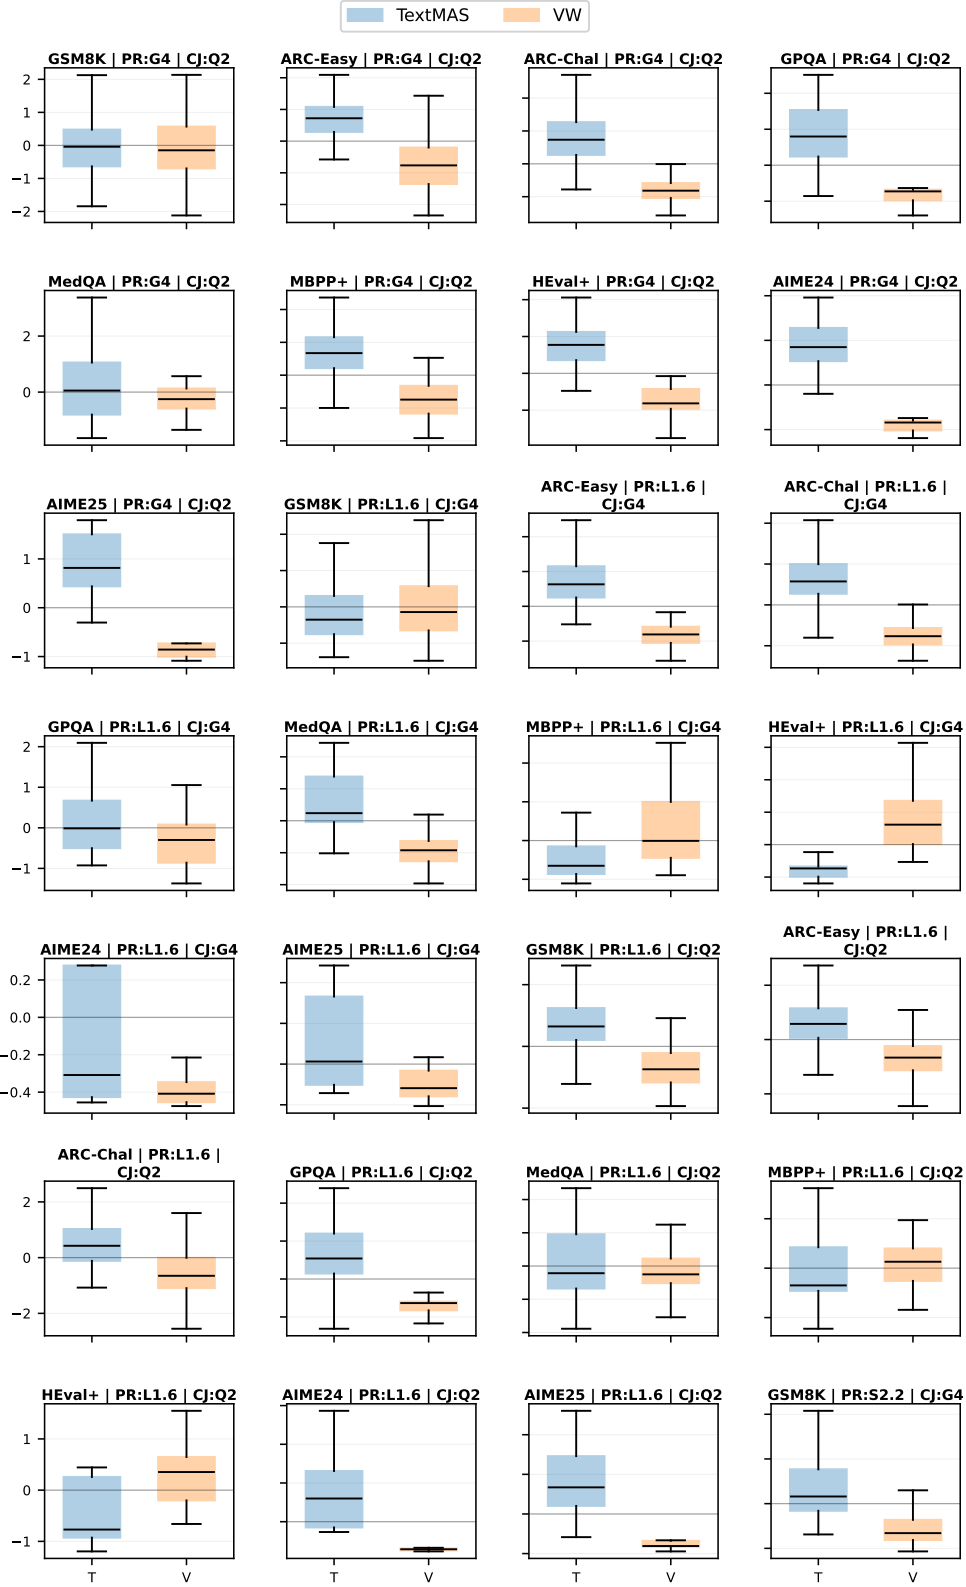 TextMAS VW
GSM8K | PR:G4 | CJ:Q2 ARC-Easy | PR:G4 | CJ:Q2 ARC-Chal | PR:G4 | CJ:Q2 GPQA | PR:G4 | CJ:Q2
2
1
0
−1
−2
MedQA | PR:G4 | CJ:Q2 MBPP+ | PR:G4 | CJ:Q2 HEval+ | PR:G4 | CJ:Q2 AIME24 | PR:G4 | CJ:Q2
2
0
AIME25 | PR:G4 | CJ:Q2 GSM8K | PR:L1.6 | CJ:G4 ARC-Easy | PR:L1.6 |
CJ:G4 ARC-Chal | PR:L1.6 |
CJ:G4
1
0
−1
GPQA | PR:L1.6 | CJ:G4 MedQA | PR:L1.6 | CJ:G4 MBPP+ | PR:L1.6 | CJ:G4 HEval+ | PR:L1.6 | CJ:G4
2
1
0
−1
AIME24 | PR:L1.6 | CJ:G4 AIME25 | PR:L1.6 | CJ:G4 GSM8K | PR:L1.6 | CJ:Q2 ARC-Easy | PR:L1.6 |
CJ:Q2
0.2
0.0
−0.2
−0.4
ARC-Chal | PR:L1.6 |
CJ:Q2 GPQA | PR:L1.6 | CJ:Q2 MedQA | PR:L1.6 | CJ:Q2 MBPP+ | PR:L1.6 | CJ:Q2
2
0
−2
HEval+ | PR:L1.6 | CJ:Q2 AIME24 | PR:L1.6 | CJ:Q2 AIME25 | PR:L1.6 | CJ:Q2 GSM8K | PR:S2.2 | CJ:G4
1
0
−1
T V T V T V T V